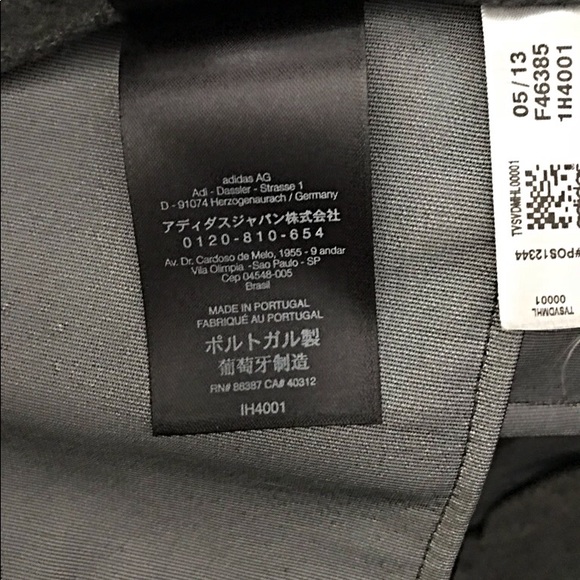 adidas AG
Adi - Dassler - Strasse 1
D - 91074 Herzogenaurach / Germany
アディダスジャパン株式会社
0120-810-654
Av. Dr. Cardoso de Melo, 1955 - 9 andar
Vila Olimpia - Sao Paulo - SP
Cep 04548-005
Brasil
MADE IN PORTUGAL
FABRIQUÉ AU PORTUGAL
ポルトガル製
葡萄牙制造
RN# 88387 CA# 40312
IH4001
05/13
F46385
1H4001
TVSVDMHL00001
#POS12344
TVSVDMHL
00001